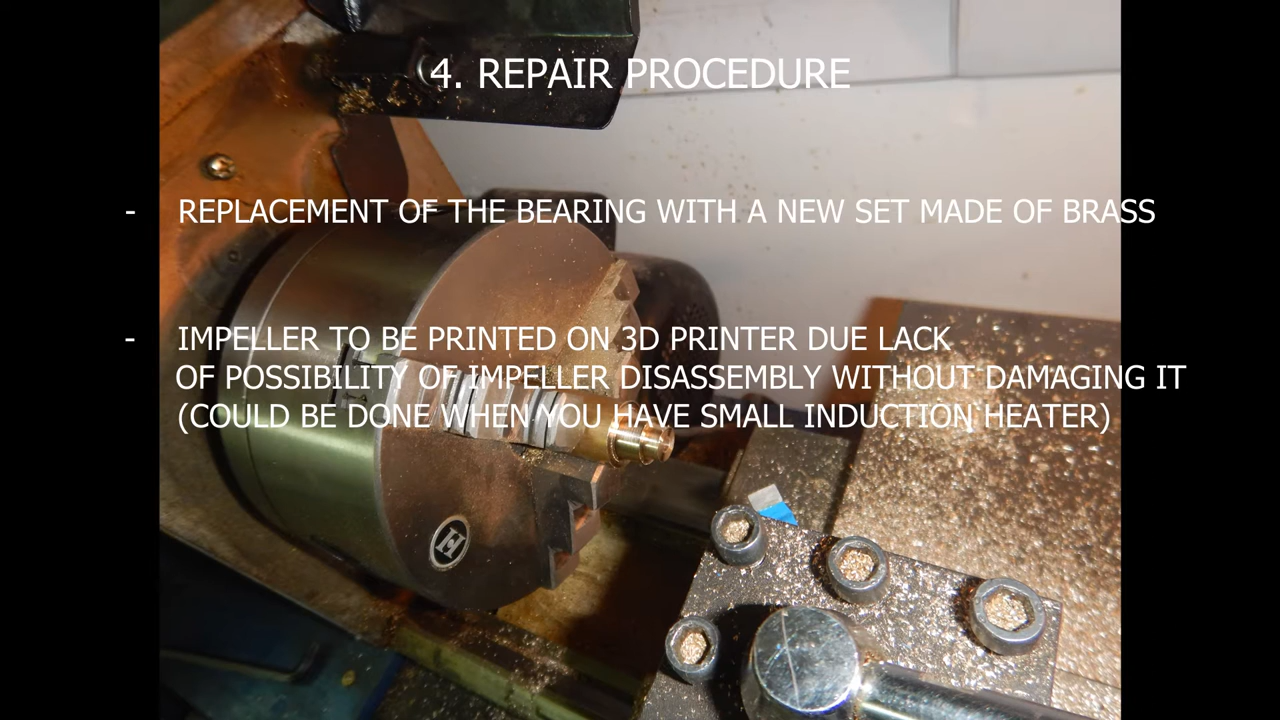 4. REPAIR PROCEDURE
- REPLACEMENT OF THE BEARING WITH A NEW SET MADE OF BRASS
- IMPELLER TO BE PRINTED ON 3D PRINTER DUE LACK
OF POSSIBILITY OF IMPELLER DISASSEMBLY WITHOUT DAMAGING IT
(COULD BE DONE WHEN YOU HAVE SMALL INDUCTION HEATER)
H